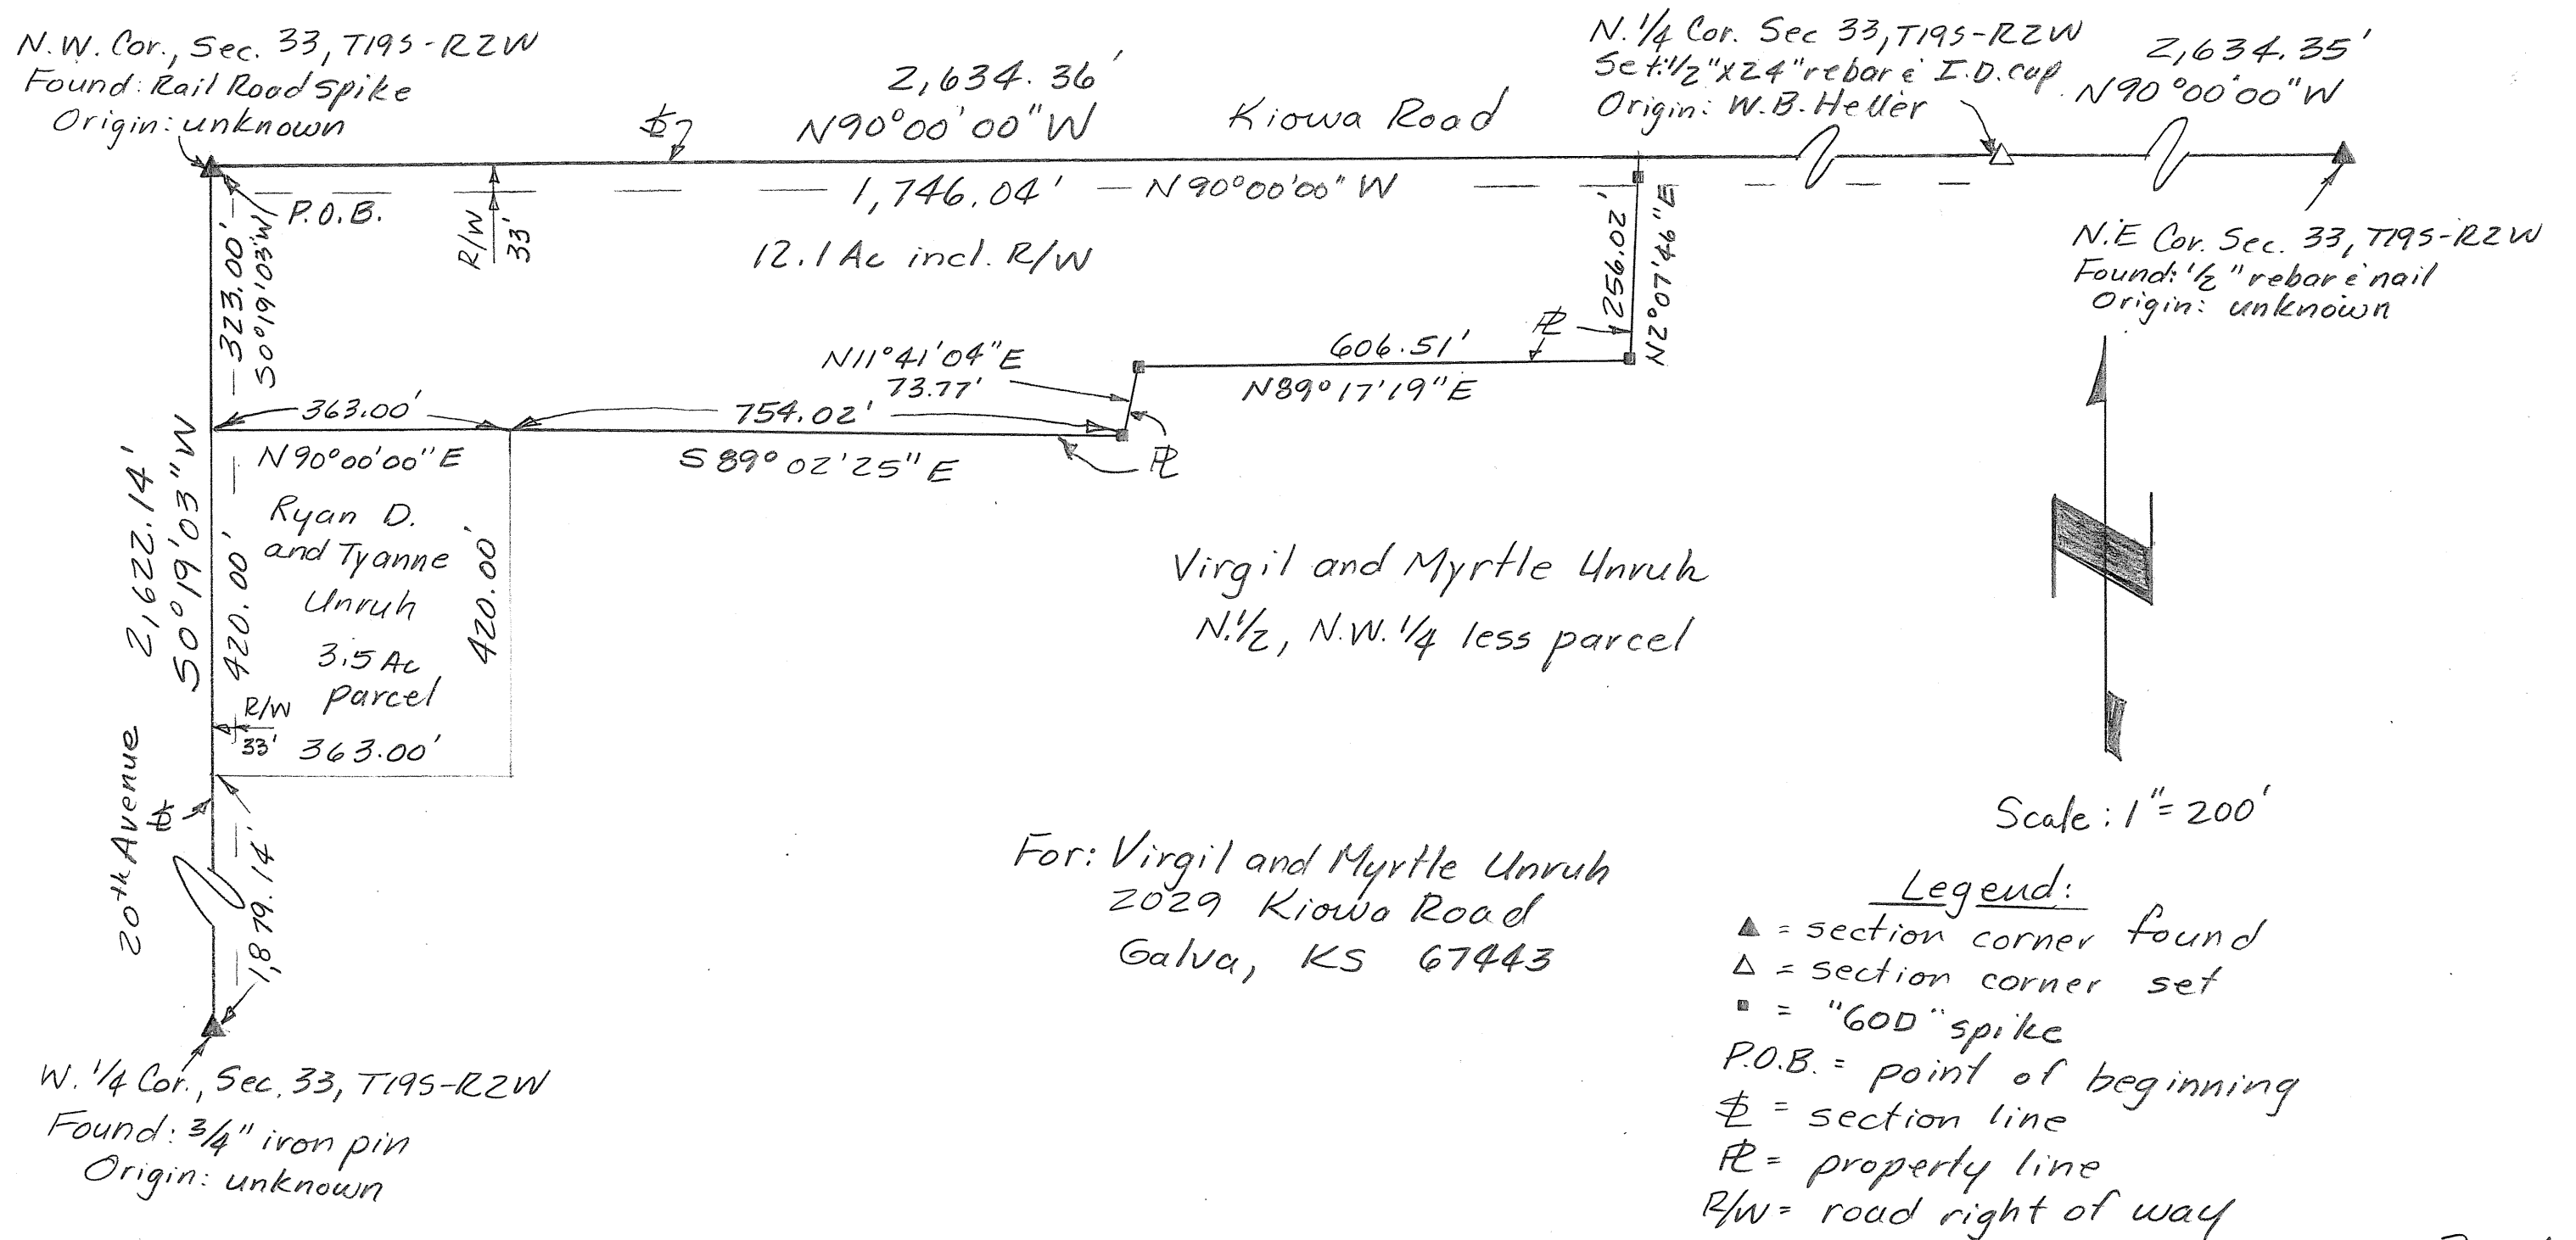 N.W. Cor., Sec. 33, T19S-R2W
Found: Rail Road spike
Origin: unknown
2,634.36'
N90°00'00"W
Kiowa Road
N. 1/4 Cor. Sec 33, T19S-R2W
Set: 1/2"x24" rebar c̄ I.D. cap
Origin: W.B. Heller
2,634.35'
N90°00'00"W
P.O.B.
R/W
33'
1,746.04' — N90°00'00"W
12.1 Ac incl. R/W
323.00'
S0°19'03"W
256.02'
N2°07'46"E
N.E Cor. Sec. 33, T19S-R2W
Found: 1/2" rebar c̄ nail
Origin: unknown
N11°41'04"E
73.77'
606.51'
N89°17'19"E
PL
363.00'
754.02'
N90°00'00"E
S89°02'25"E
PL
2,622.14'
S0°19'03"W
420.00'
Ryan D.
and Tyanne
Unruh
3.5 Ac
parcel
420.00'
R/W
33'
363.00'
Virgil and Myrtle Unruh
N. 1/2, N.W. 1/4 less parcel
20th Avenue
1,879.14'
N
Scale: 1" = 200'
For: Virgil and Myrtle Unruh
2029 Kiowa Road
Galva, KS 67443
Legend:
▲ = section corner found
△ = section corner set
▪ = "60D" spike
P.O.B. = point of beginning
SL = section line
PL = property line
R/W = road right of way
W. 1/4 Cor., Sec. 33, T19S-R2W
Found: 3/4" iron pin
Origin: unknown